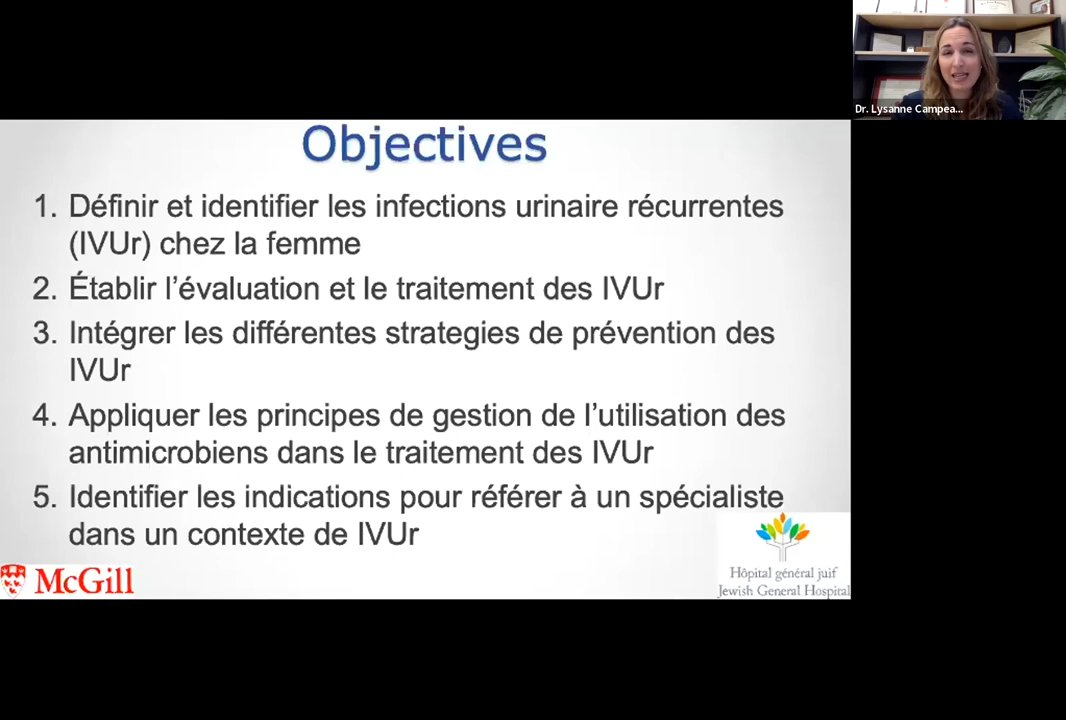 Dr. Lysanne Campea...
Objectives
1. Définir et identifier les infections urinaire récurrentes
(IVUr) chez la femme
2. Établir l’évaluation et le traitement des IVUr
3. Intégrer les différentes strategies de prévention des
IVUr
4. Appliquer les principes de gestion de l’utilisation des
antimicrobiens dans le traitement des IVUr
5. Identifier les indications pour référer à un spécialiste
dans un contexte de IVUr
McGill
Hôpital général juif
Jewish General Hospital